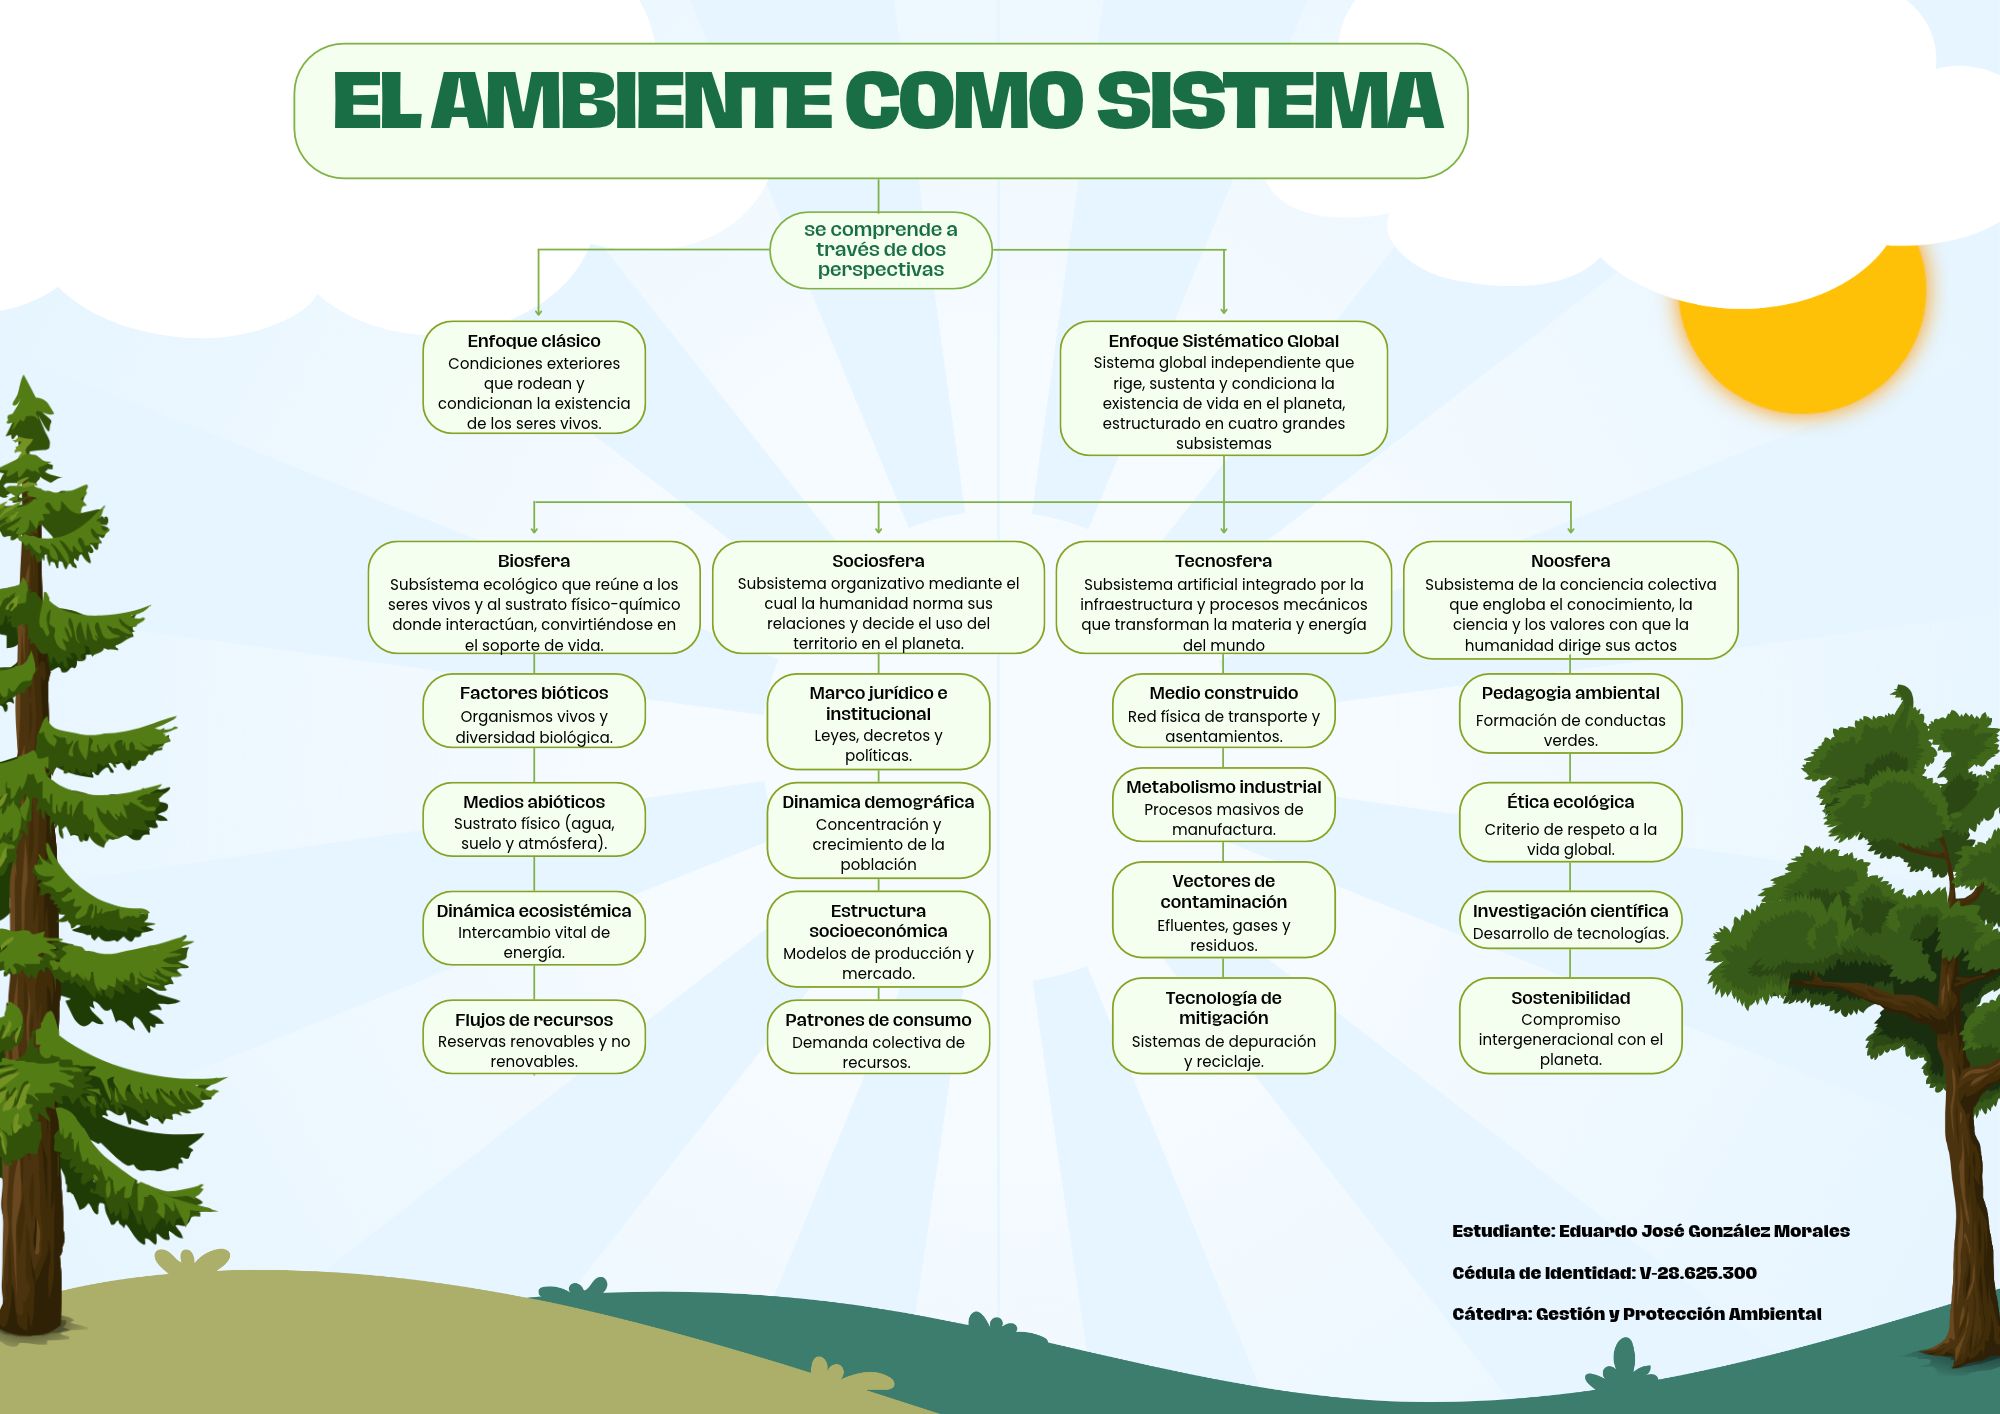 EL AMBIENTE COMO SISTEMA
se comprende a
través de dos
perspectivas
Enfoque clásico
Condiciones exteriores
que rodean y
condicionan la existencia
de los seres vivos.
Enfoque Sistématico Global
Sistema global independiente que
rige, sustenta y condiciona la
existencia de vida en el planeta,
estructurado en cuatro grandes
subsistemas
Biosfera
Subsístema ecológico que reúne a los
seres vivos y al sustrato físico-químico
donde interactúan, convirtiéndose en
el soporte de vida.
Factores bióticos
Organismos vivos y
diversidad biológica.
Medios abióticos
Sustrato físico (agua,
suelo y atmósfera).
Dinámica ecosistémica
Intercambio vital de
energía.
Flujos de recursos
Reservas renovables y no
renovables.
Sociosfera
Subsistema organizativo mediante el
cual la humanidad norma sus
relaciones y decide el uso del
territorio en el planeta.
Marco jurídico e
institucional
Leyes, decretos y
políticas.
Dinamica demográfica
Concentración y
crecimiento de la
población
Estructura
socioeconómica
Modelos de producción y
mercado.
Patrones de consumo
Demanda colectiva de
recursos.
Tecnosfera
Subsistema artificial integrado por la
infraestructura y procesos mecánicos
que transforman la materia y energía
del mundo
Medio construido
Red física de transporte y
asentamientos.
Metabolismo industrial
Procesos masivos de
manufactura.
Vectores de
contaminación
Efluentes, gases y
residuos.
Tecnología de
mitigación
Sistemas de depuración
y reciclaje.
Noosfera
Subsistema de la conciencia colectiva
que engloba el conocimiento, la
ciencia y los valores con que la
humanidad dirige sus actos
Pedagogia ambiental
Formación de conductas
verdes.
Ética ecológica
Criterio de respeto a la
vida global.
Investigación científica
Desarrollo de tecnologías.
Sostenibilidad
Compromiso
intergeneracional con el
planeta.
Estudiante: Eduardo José González Morales
Cédula de Identidad: V-28.625.300
Cátedra: Gestión y Protección Ambiental